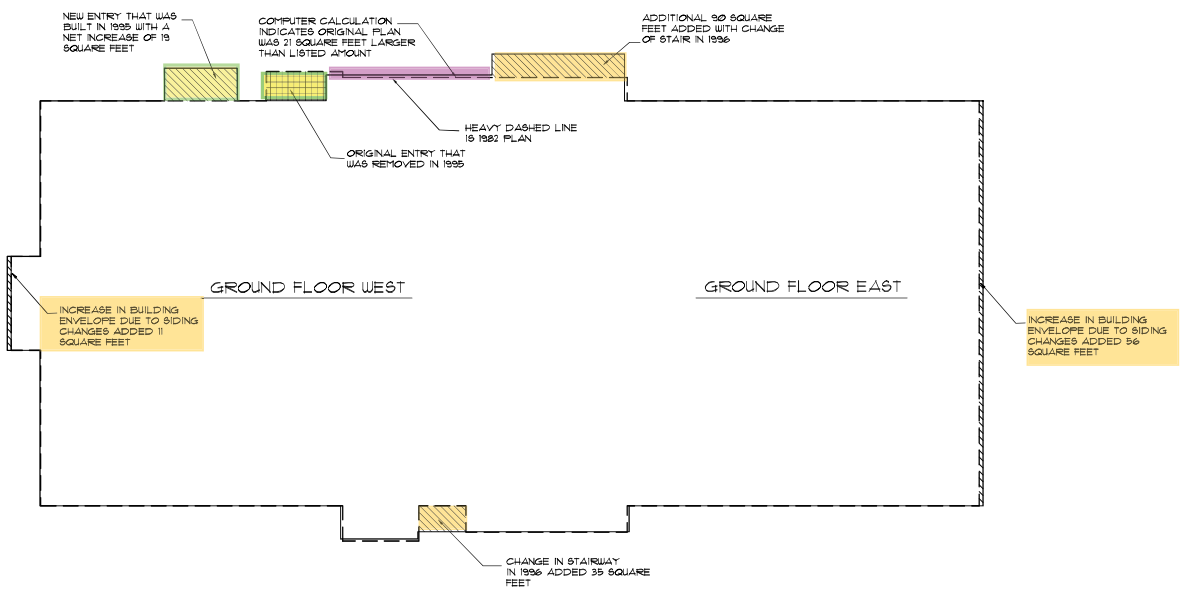 NEW ENTRY THAT WAS
BUILT IN 1995 WITH A
NET INCREASE OF 19
SQUARE FEET
COMPUTER CALCULATION
INDICATES ORIGINAL PLAN
WAS 21 SQUARE FEET LARGER
THAN LISTED AMOUNT
ADDITIONAL 90 SQUARE
FEET ADDED WITH CHANGE
OF STAIR IN 1996
HEAVY DASHED LINE
IS 1982 PLAN
ORIGINAL ENTRY THAT
WAS REMOVED IN 1995
GROUND FLOOR WEST
GROUND FLOOR EAST
INCREASE IN BUILDING
ENVELOPE DUE TO SIDING
CHANGES ADDED 11
SQUARE FEET
INCREASE IN BUILDING
ENVELOPE DUE TO SIDING
CHANGES ADDED 56
SQUARE FEET
CHANGE IN STAIRWAY
IN 1996 ADDED 35 SQUARE
FEET